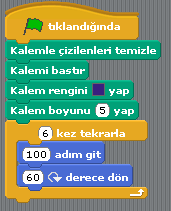 tıklandığında
Kalemle çizilenleri temizle
Kalemi bastır
Kalem rengini yap
Kalem boyunu 5 yap
6 kez tekrarla
100 adım git
60 derece dön